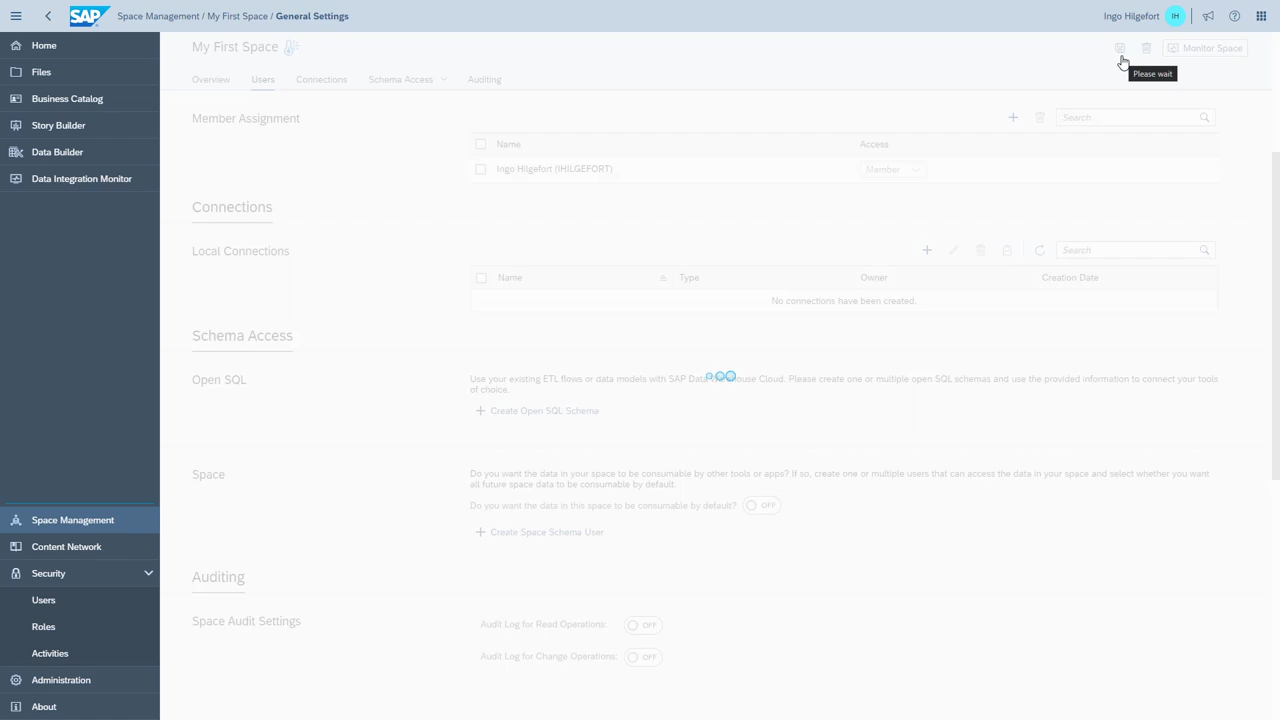 SAP
Space Management / My First Space / General Settings
Ingo Hilgefort
IH
Home
Files
Business Catalog
Story Builder
Data Builder
Data Integration Monitor
Space Management
Content Network
Security
Users
Roles
Activities
Administration
About
My First Space
Monitor Space
Please wait
Overview
Users
Connections
Schema Access
Auditing
Member Assignment
Search
Name
Access
Ingo Hilgefort (IHILGEFORT)
Member
Connections
Local Connections
Search
Name
Type
Owner
Creation Date
No connections have been created.
Schema Access
Open SQL
Use your existing ETL flows or data models with SAP Data Cloud. Please create one or multiple open SQL schemas and use the provided information to connect your tools
of choice.
Create Open SQL Schema
Space
Do you want the data in your space to be consumable by other tools or apps? If so, create one or multiple users that can access the data in your space and select whether you want
all future space data to be consumable by default.
Do you want the data in this space to be consumable by default?
OFF
Create Space Schema User
Auditing
Space Audit Settings
Audit Log for Read Operations:
OFF
Audit Log for Change Operations:
OFF